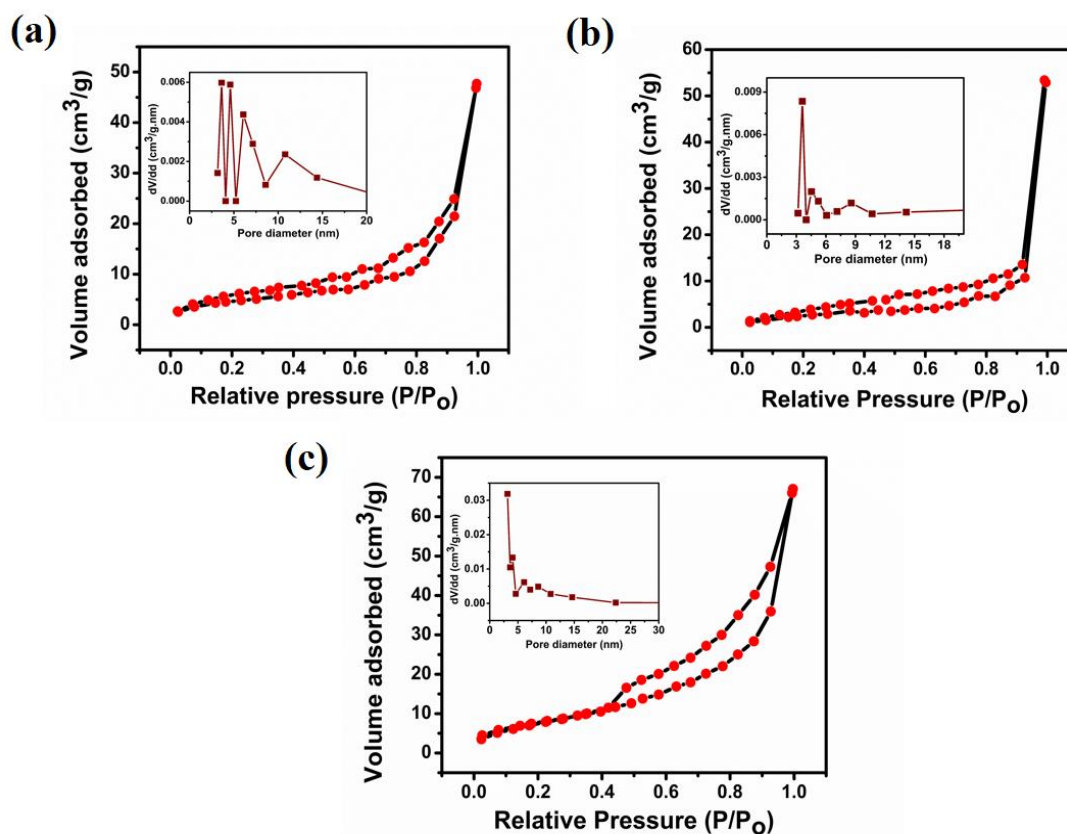 (a)
Volume adsorbed (cm³/g)
50
40
30
20
10
0
0.0 0.2 0.4 0.6 0.8 1.0
Relative pressure (P/Po)
dV/dd (cm³/g.nm)
0.006
0.004
0.002
0.000
0 5 10 15 20
Pore diameter (nm)
(b)
Volume adsorbed (cm³/g)
60
50
40
30
20
10
0
0.0 0.2 0.4 0.6 0.8 1.0
Relative Pressure (P/Po)
dV/dd (cm³/g.nm)
0.009
0.006
0.003
0.000
0 3 6 9 12 15 18
Pore diameter (nm)
(c)
Volume adsorbed (cm³/g)
70
60
50
40
30
20
10
0
0.0 0.2 0.4 0.6 0.8 1.0
Relative Pressure (P/Po)
dV/dd (cm³/g.nm)
0.03
0.02
0.01
0.00
0 5 10 15 20 25 30
Pore diameter (nm)